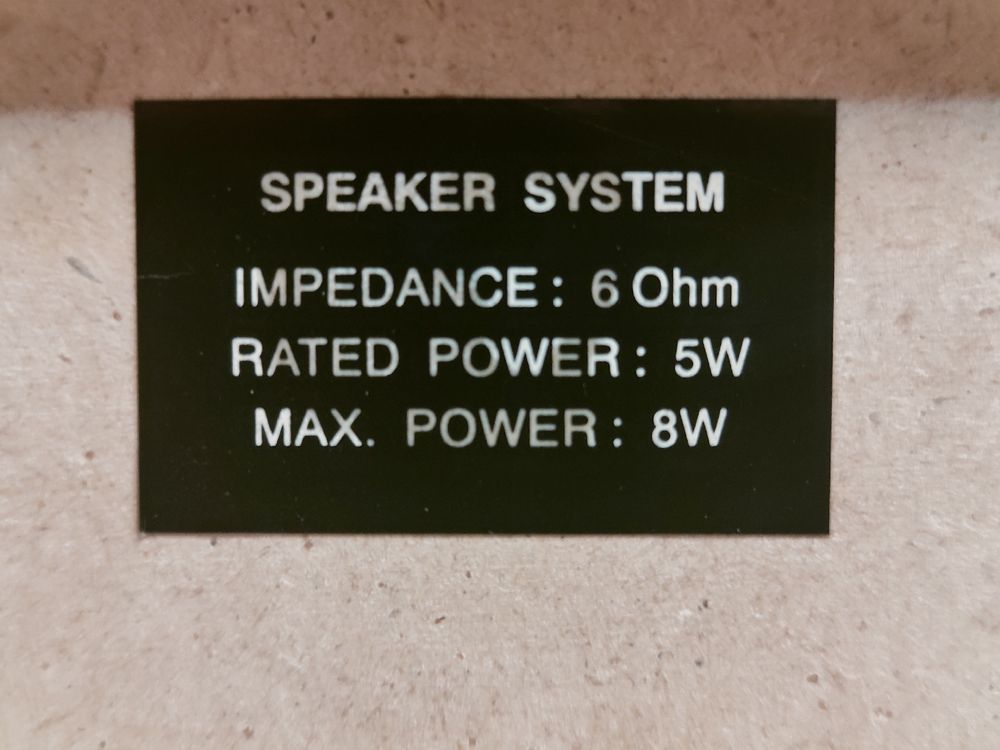 SPEAKER SYSTEM
IMPEDANCE: 6 Ohm
RATED POWER: 5W
MAX. POWER: 8W